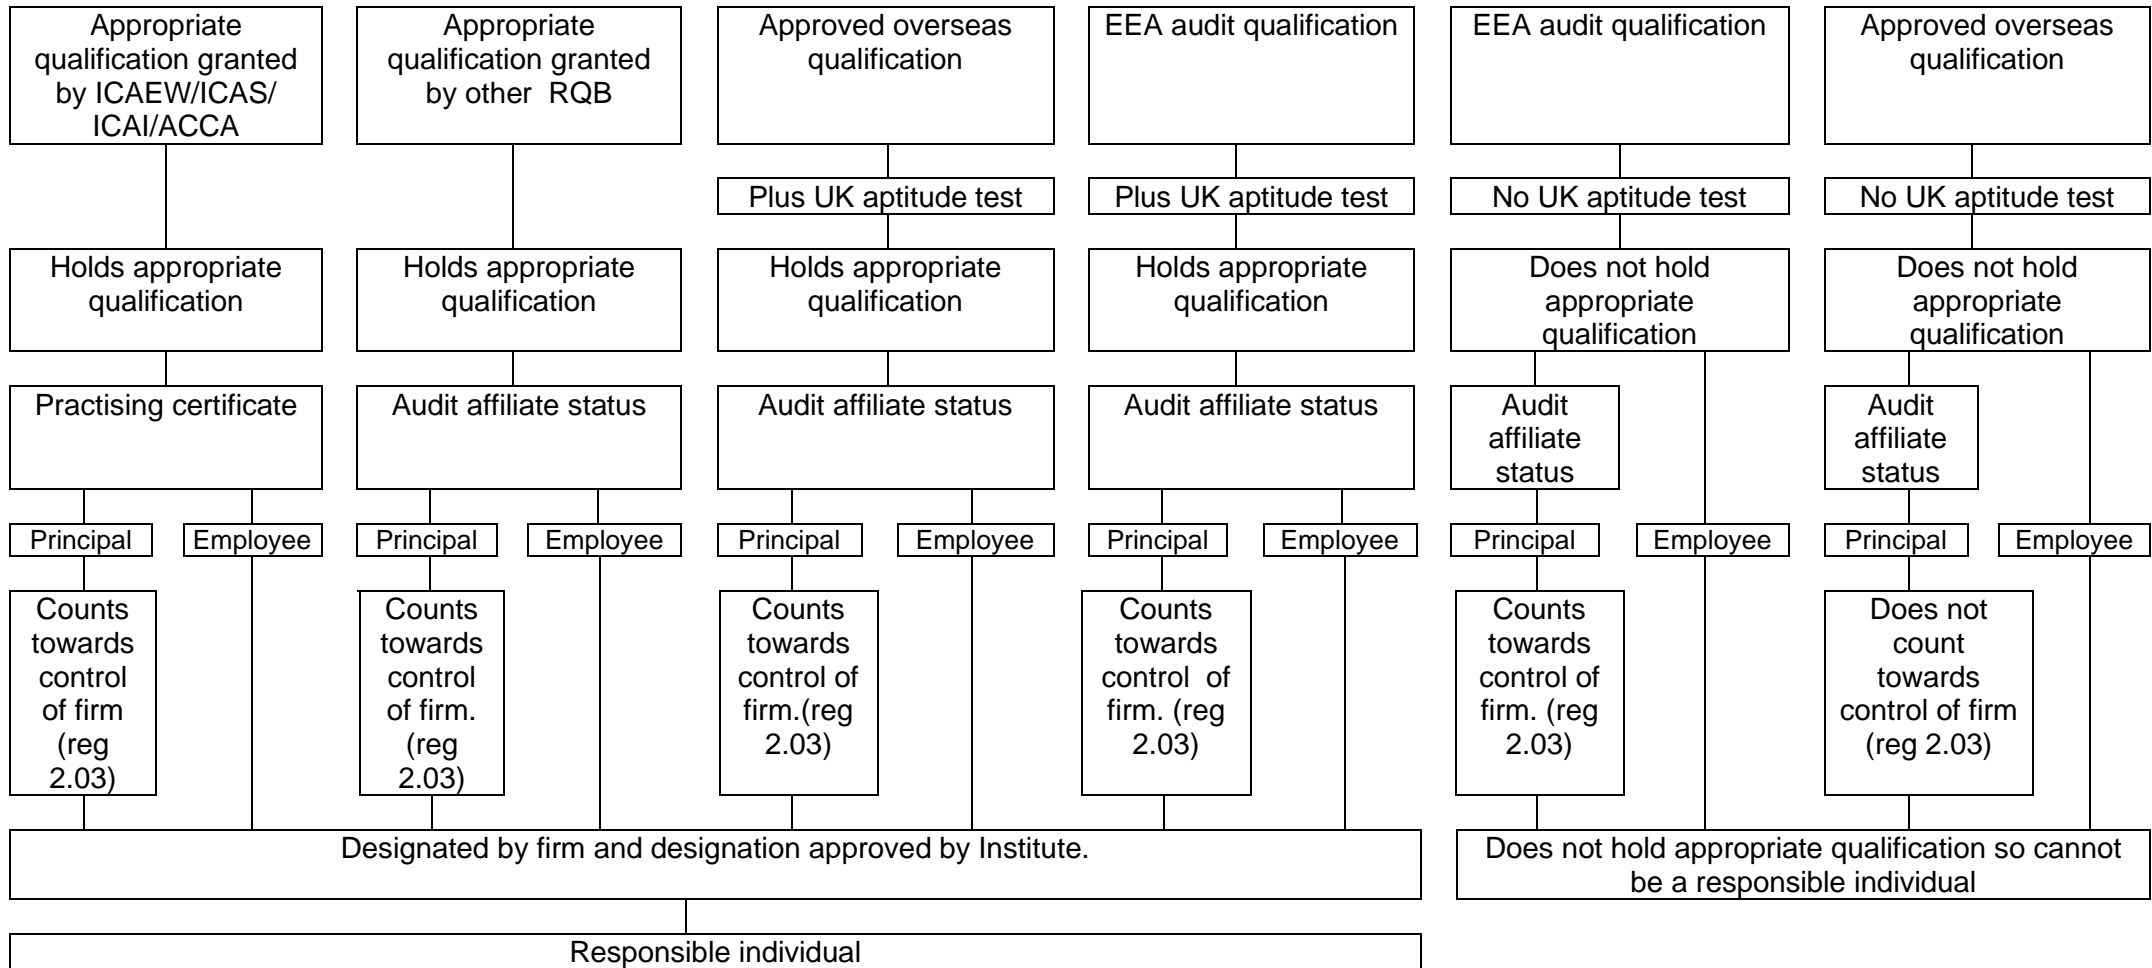 Appropriate
qualification granted
by ICAEW/ICAS/
ICAI/ACCA
Appropriate
qualification granted
by other RQB
Approved overseas
qualification
EEA audit qualification
EEA audit qualification
Approved overseas
qualification
Plus UK aptitude test
Plus UK aptitude test
No UK aptitude test
No UK aptitude test
Holds appropriate
qualification
Holds appropriate
qualification
Holds appropriate
qualification
Holds appropriate
qualification
Does not hold
appropriate
qualification
Does not hold
appropriate
qualification
Practising certificate
Audit affiliate status
Audit affiliate status
Audit affiliate status
Audit
affiliate
status
Audit
affiliate
status
Principal
Employee
Principal
Employee
Principal
Employee
Principal
Employee
Principal
Employee
Principal
Employee
Counts
towards
control
of firm
(reg
2.03)
Counts
towards
control
of firm.
(reg
2.03)
Counts
towards
control of
firm.(reg
2.03)
Counts
towards
control of
firm. (reg
2.03)
Counts
towards
control of
firm. (reg
2.03)
Does not
count
towards
control of firm
(reg 2.03)
Designated by firm and designation approved by Institute.
Does not hold appropriate qualification so cannot
be a responsible individual
Responsible individual